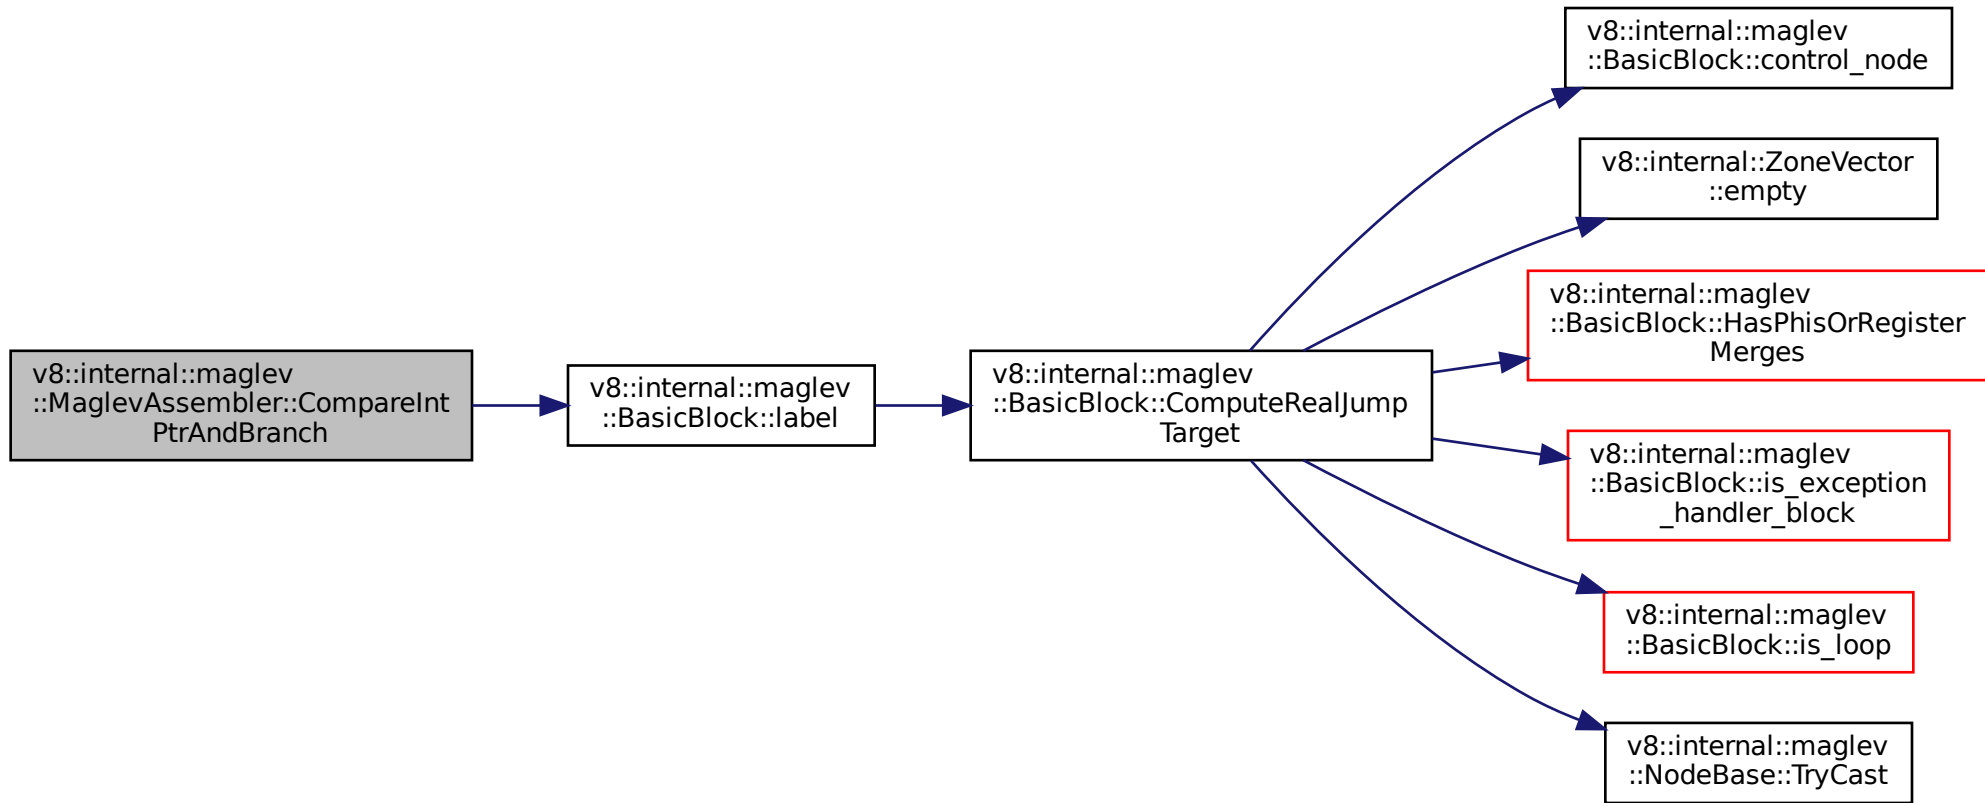 v8::internal::maglev
::MaglevAssembler::CompareInt
PtrAndBranch
v8::internal::maglev
::BasicBlock::label
v8::internal::maglev
::BasicBlock::ComputeRealJump
Target
v8::internal::maglev
::BasicBlock::control_node
v8::internal::ZoneVector
::empty
v8::internal::maglev
::BasicBlock::HasPhisOrRegister
Merges
v8::internal::maglev
::BasicBlock::is_exception
_handler_block
v8::internal::maglev
::BasicBlock::is_loop
v8::internal::maglev
::NodeBase::TryCast